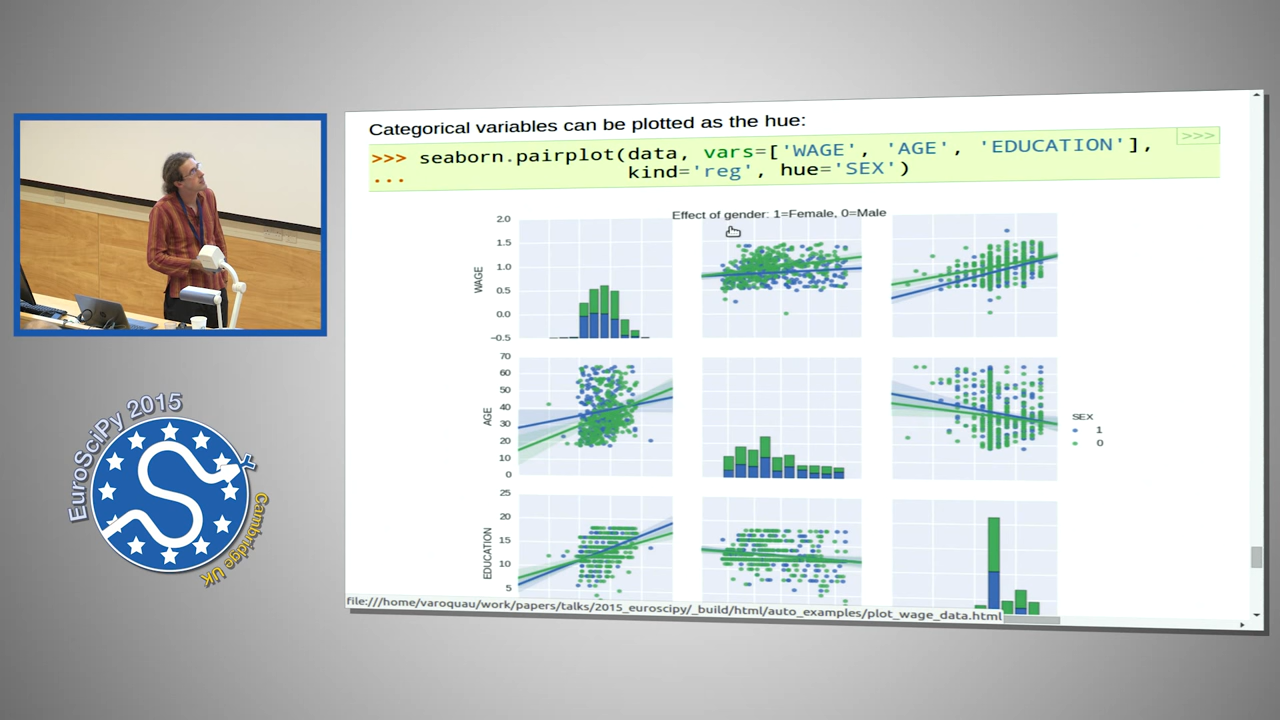 Categorical variables can be plotted as the hue:
>>>
>>> seaborn.pairplot(data, vars=['WAGE', 'AGE', 'EDUCATION'],
... kind='reg', hue='SEX')
Effect of gender: 1=Female, 0=Male
WAGE
2.0
1.5
1.0
0.5
0.0
−0.5
AGE
70
60
50
40
30
20
10
0
SEX
1
0
EDUCATION
25
20
15
10
5
file:///home/varoquau/work/papers/talks/2015_euroscipy/_build/html/auto_examples/plot_wage_data.html
EuroSciPy 2015
Cambridge UK